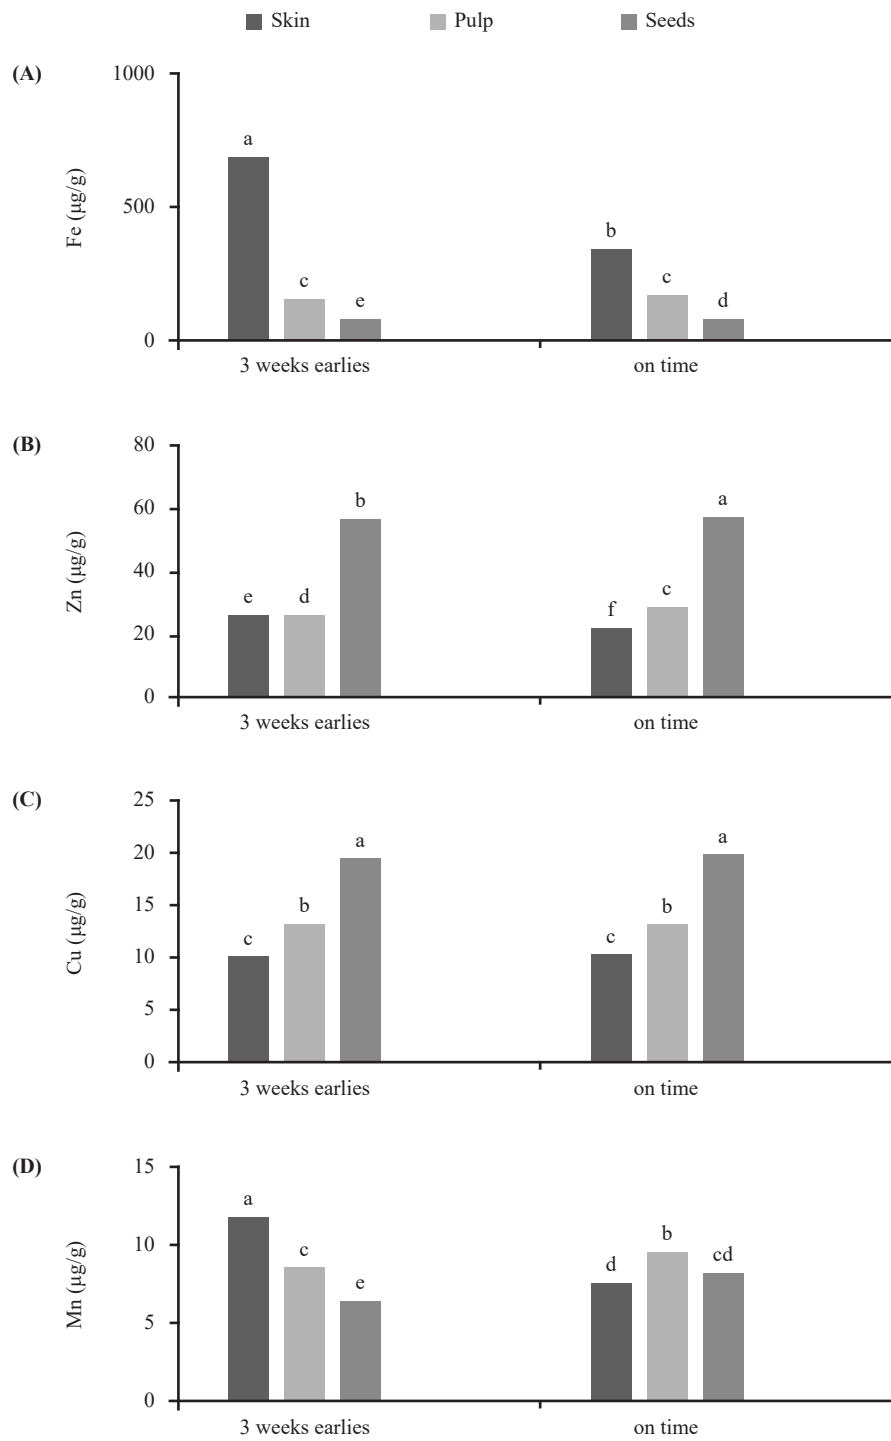 Skin Pulp Seeds
(A)
Fe (µg/g)
1000
500
0
a c e b c d
3 weeks earlies on time
(B)
Zn (µg/g)
80
60
40
20
0
e d b f c a
3 weeks earlies on time
(C)
Cu (µg/g)
25
20
15
10
5
0
c b a c b a
3 weeks earlies on time
(D)
Mn (µg/g)
15
10
5
0
a c e d b cd
3 weeks earlies on time